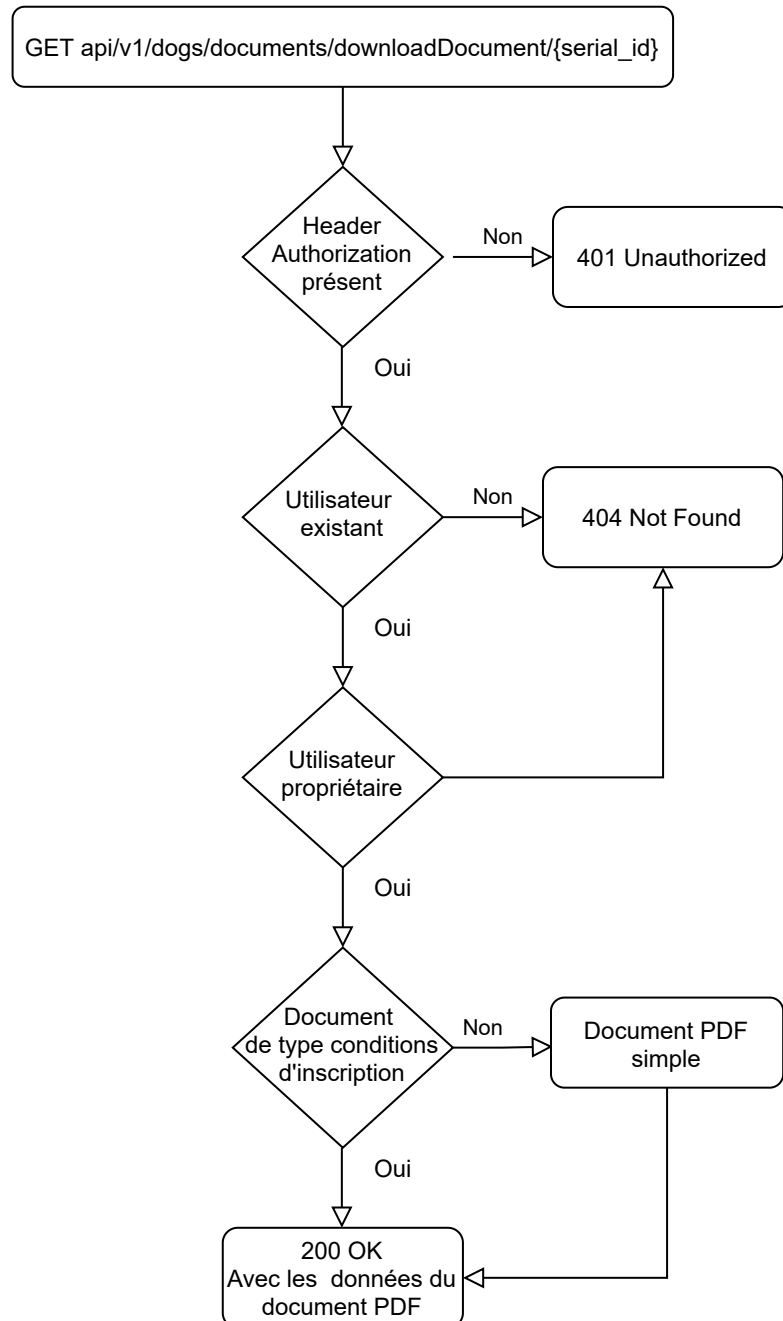 GET api/v1/dogs/documents/downloadDocument/{serial_id}
Header
Authorization
présent
Non
401 Unauthorized
Oui
Utilisateur
existant
Non
404 Not Found
Oui
Utilisateur
propriétaire
Oui
Document
de type conditions
d'inscription
Non
Document PDF
simple
Oui
200 OK
Avec les données du
document PDF